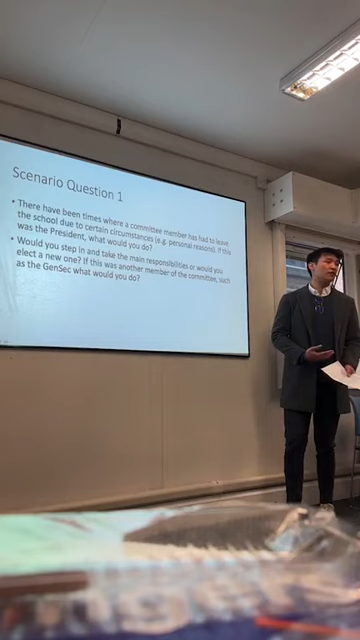 Scenario Question 1
• There have been times where a committee member has had to leave
the school due to certain circumstances (e.g. personal reasons). If this
was the President, what would you do?
• Would you step in and take the main responsibilities or would you
elect a new one? If this was another member of the committee, such
as the GenSec what would you do?